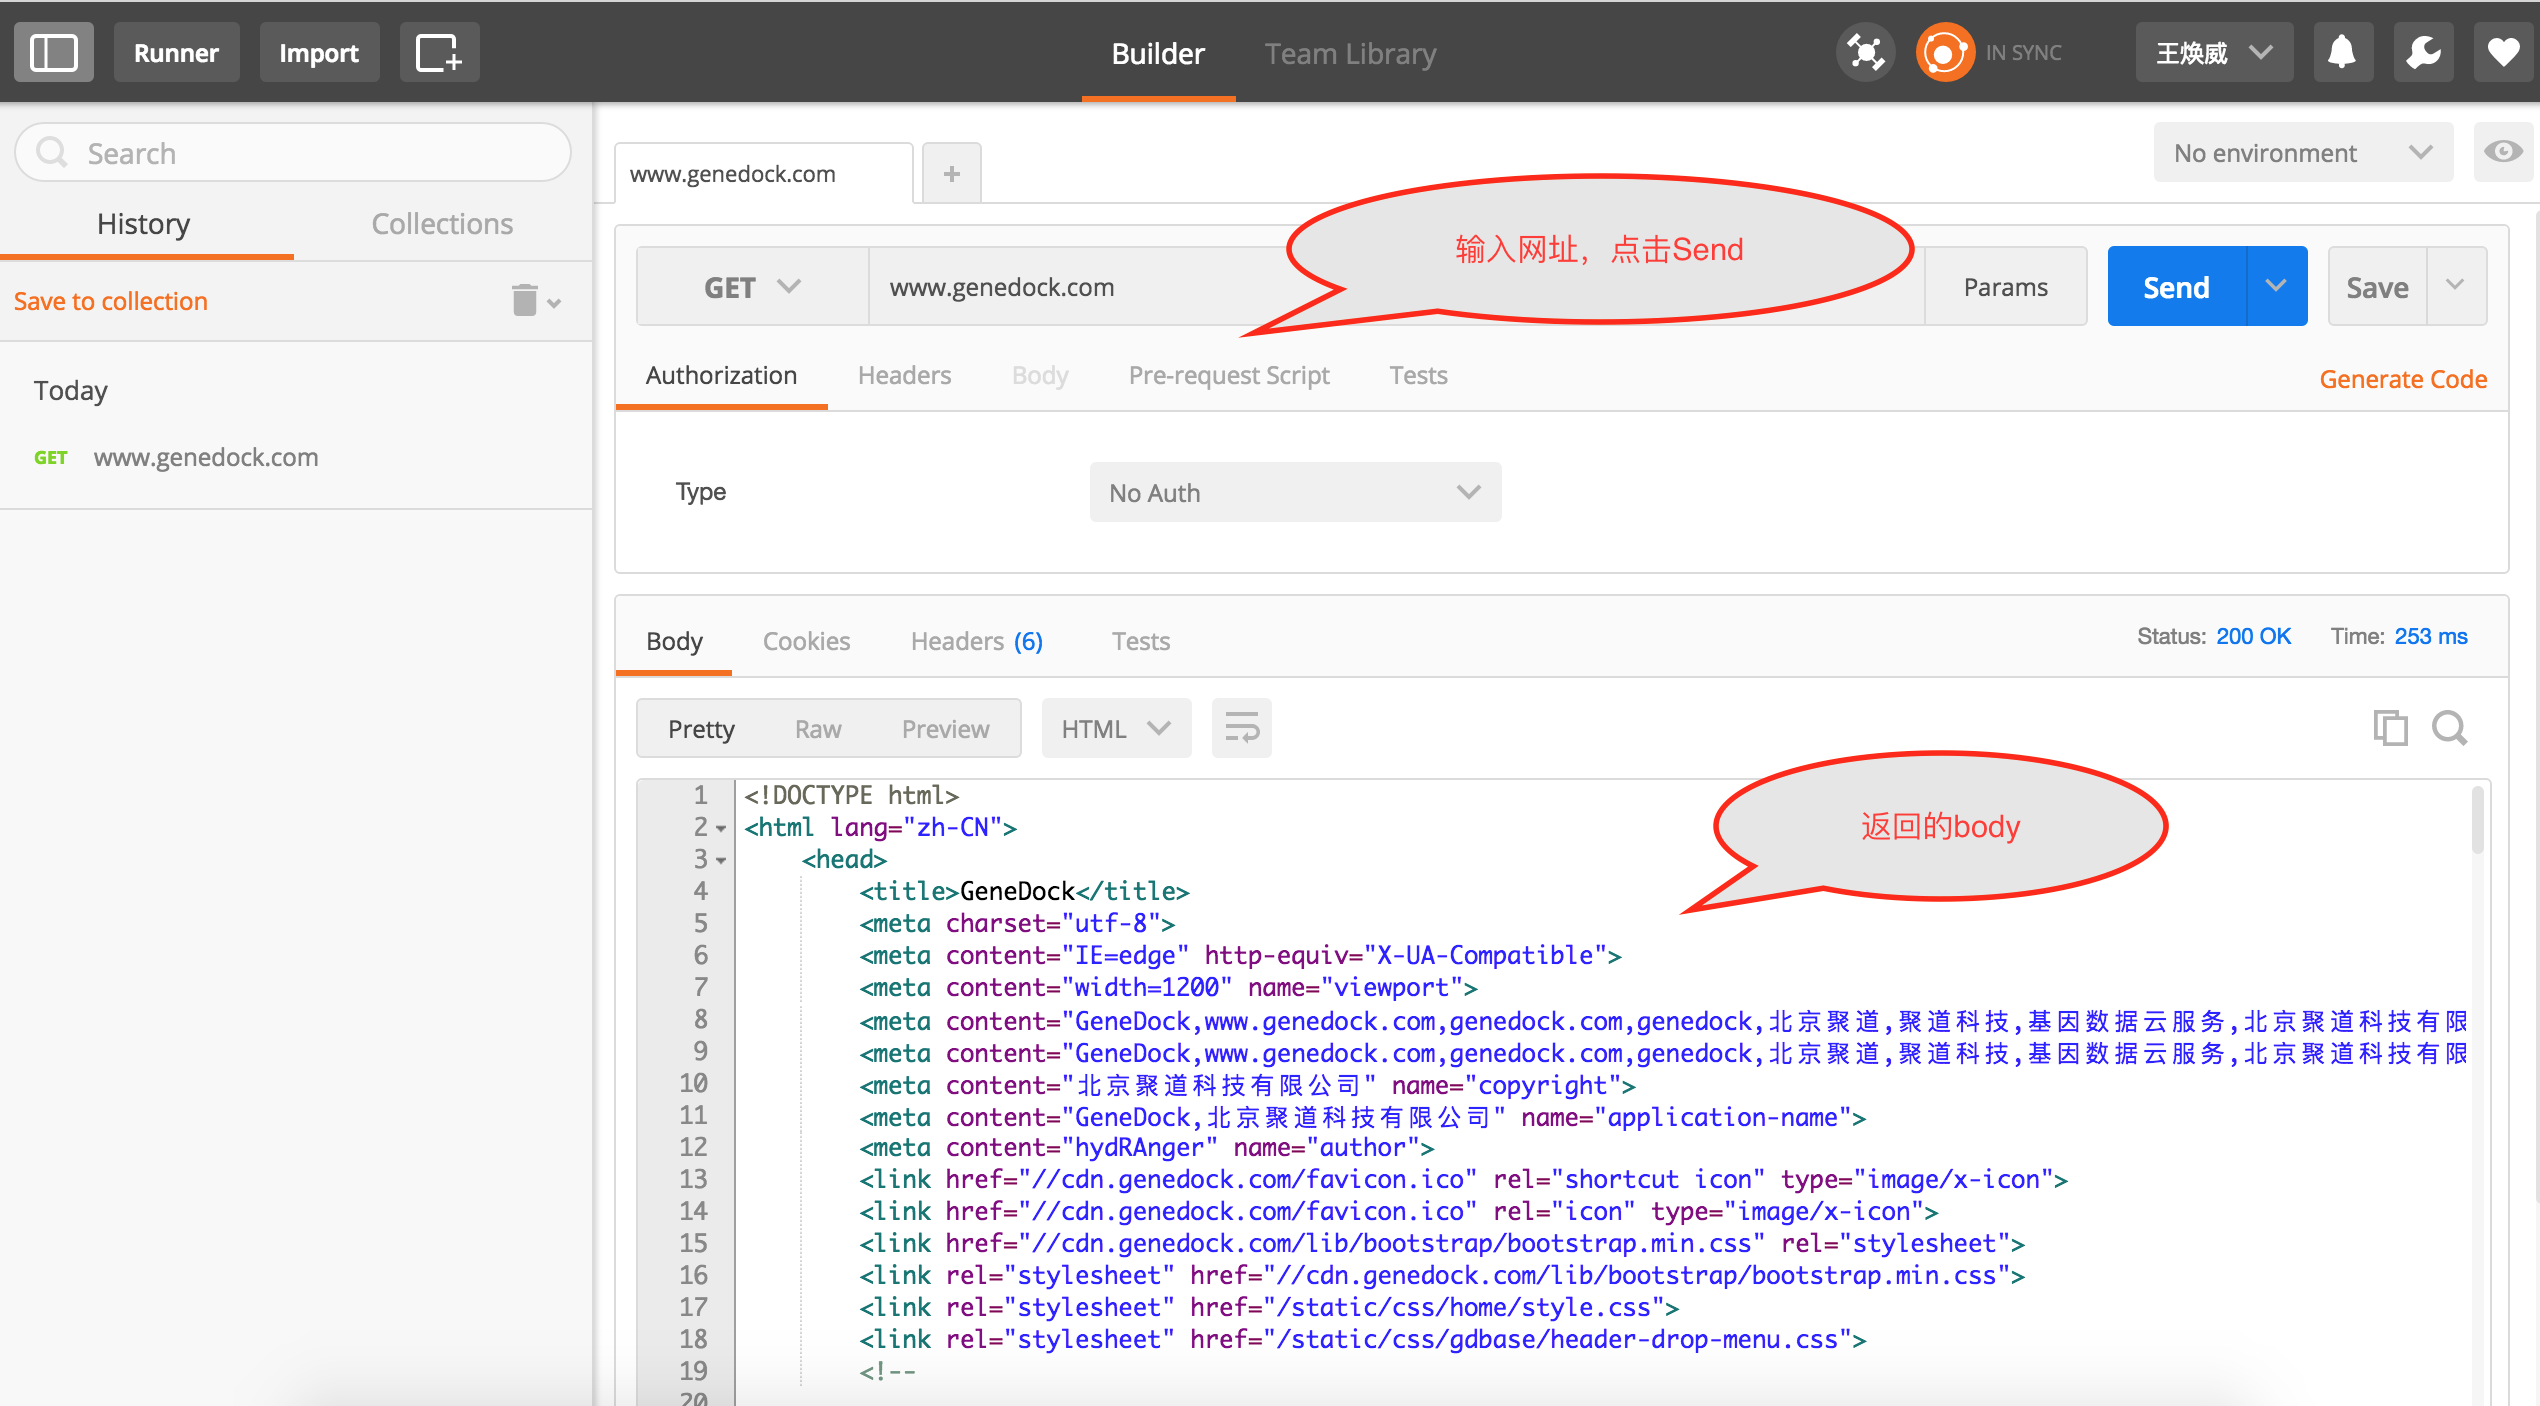 Runner Import Builder Team Library IN SYNC 王焕威
Search
www.genedock.com + No environment
History Collections
输入网址，点击Send
GET www.genedock.com Params Send Save
Save to collection
Authorization Headers Body Pre-request Script Tests Generate Code
Today
GET www.genedock.com
Type No Auth
Body Cookies Headers (6) Tests Status: 200 OK Time: 253 ms
Pretty Raw Preview HTML
返回的body
1 <!DOCTYPE html>
2 <html lang="zh-CN">
3 <head>
4 <title>GeneDock</title>
5 <meta charset="utf-8">
6 <meta content="IE=edge" http-equiv="X-UA-Compatible">
7 <meta content="width=1200" name="viewport">
8 <meta content="GeneDock,www.genedock.com,genedock.com,genedock,北京聚道,聚道科技,基因数据云服务,北京聚道科技有限
9 <meta content="GeneDock,www.genedock.com,genedock.com,genedock,北京聚道,聚道科技,基因数据云服务,北京聚道科技有限
10 <meta content="北京聚道科技有限公司" name="copyright">
11 <meta content="GeneDock,北京聚道科技有限公司" name="application-name">
12 <meta content="hydRAnger" name="author">
13 <link href="//cdn.genedock.com/favicon.ico" rel="shortcut icon" type="image/x-icon">
14 <link href="//cdn.genedock.com/favicon.ico" rel="icon" type="image/x-icon">
15 <link href="//cdn.genedock.com/lib/bootstrap/bootstrap.min.css" rel="stylesheet">
16 <link rel="stylesheet" href="//cdn.genedock.com/lib/bootstrap/bootstrap.min.css">
17 <link rel="stylesheet" href="/static/css/home/style.css">
18 <link rel="stylesheet" href="/static/css/gdbase/header-drop-menu.css">
19 <!--
20